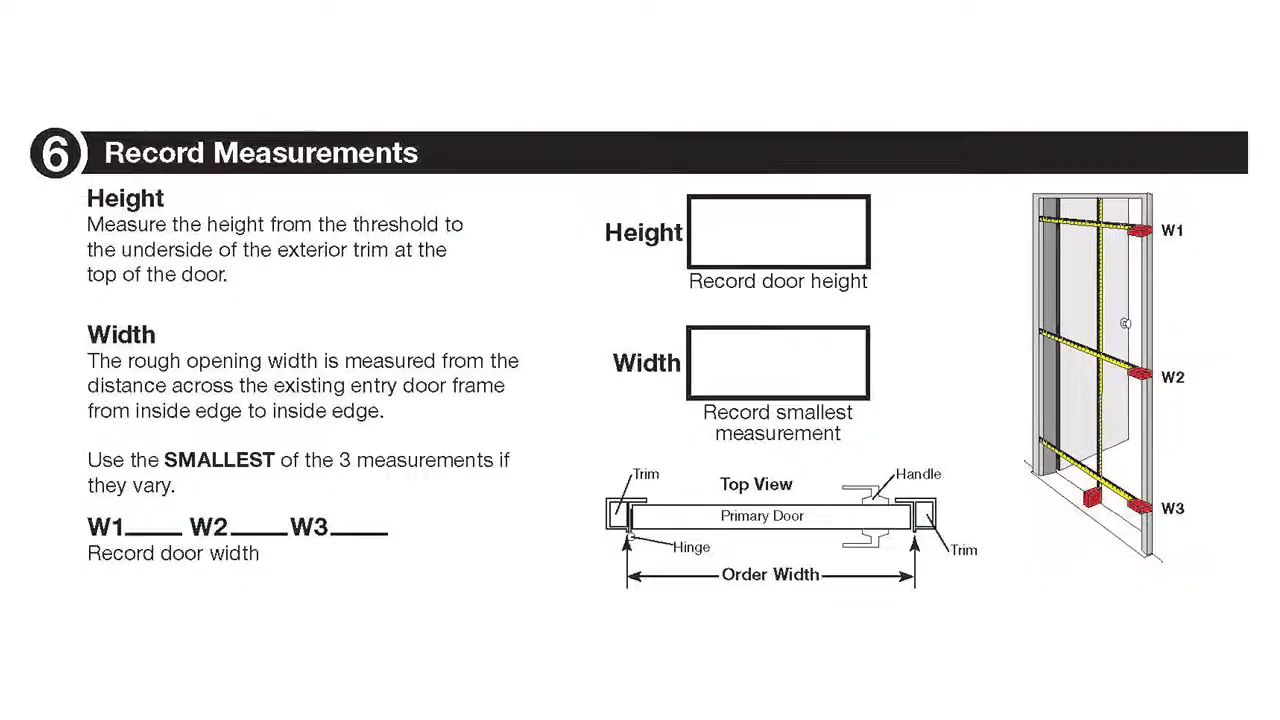 6 Record Measurements
Height
Measure the height from the threshold to
the underside of the exterior trim at the
top of the door.
Width
The rough opening width is measured from the
distance across the existing entry door frame
from inside edge to inside edge.
Use the SMALLEST of the 3 measurements if
they vary.
W1_____ W2_____ W3_____
Record door width
Height
Record door height
Width
Record smallest
measurement
Trim
Top View
Handle
Primary Door
Hinge
Trim
Order Width
W1
W2
W3